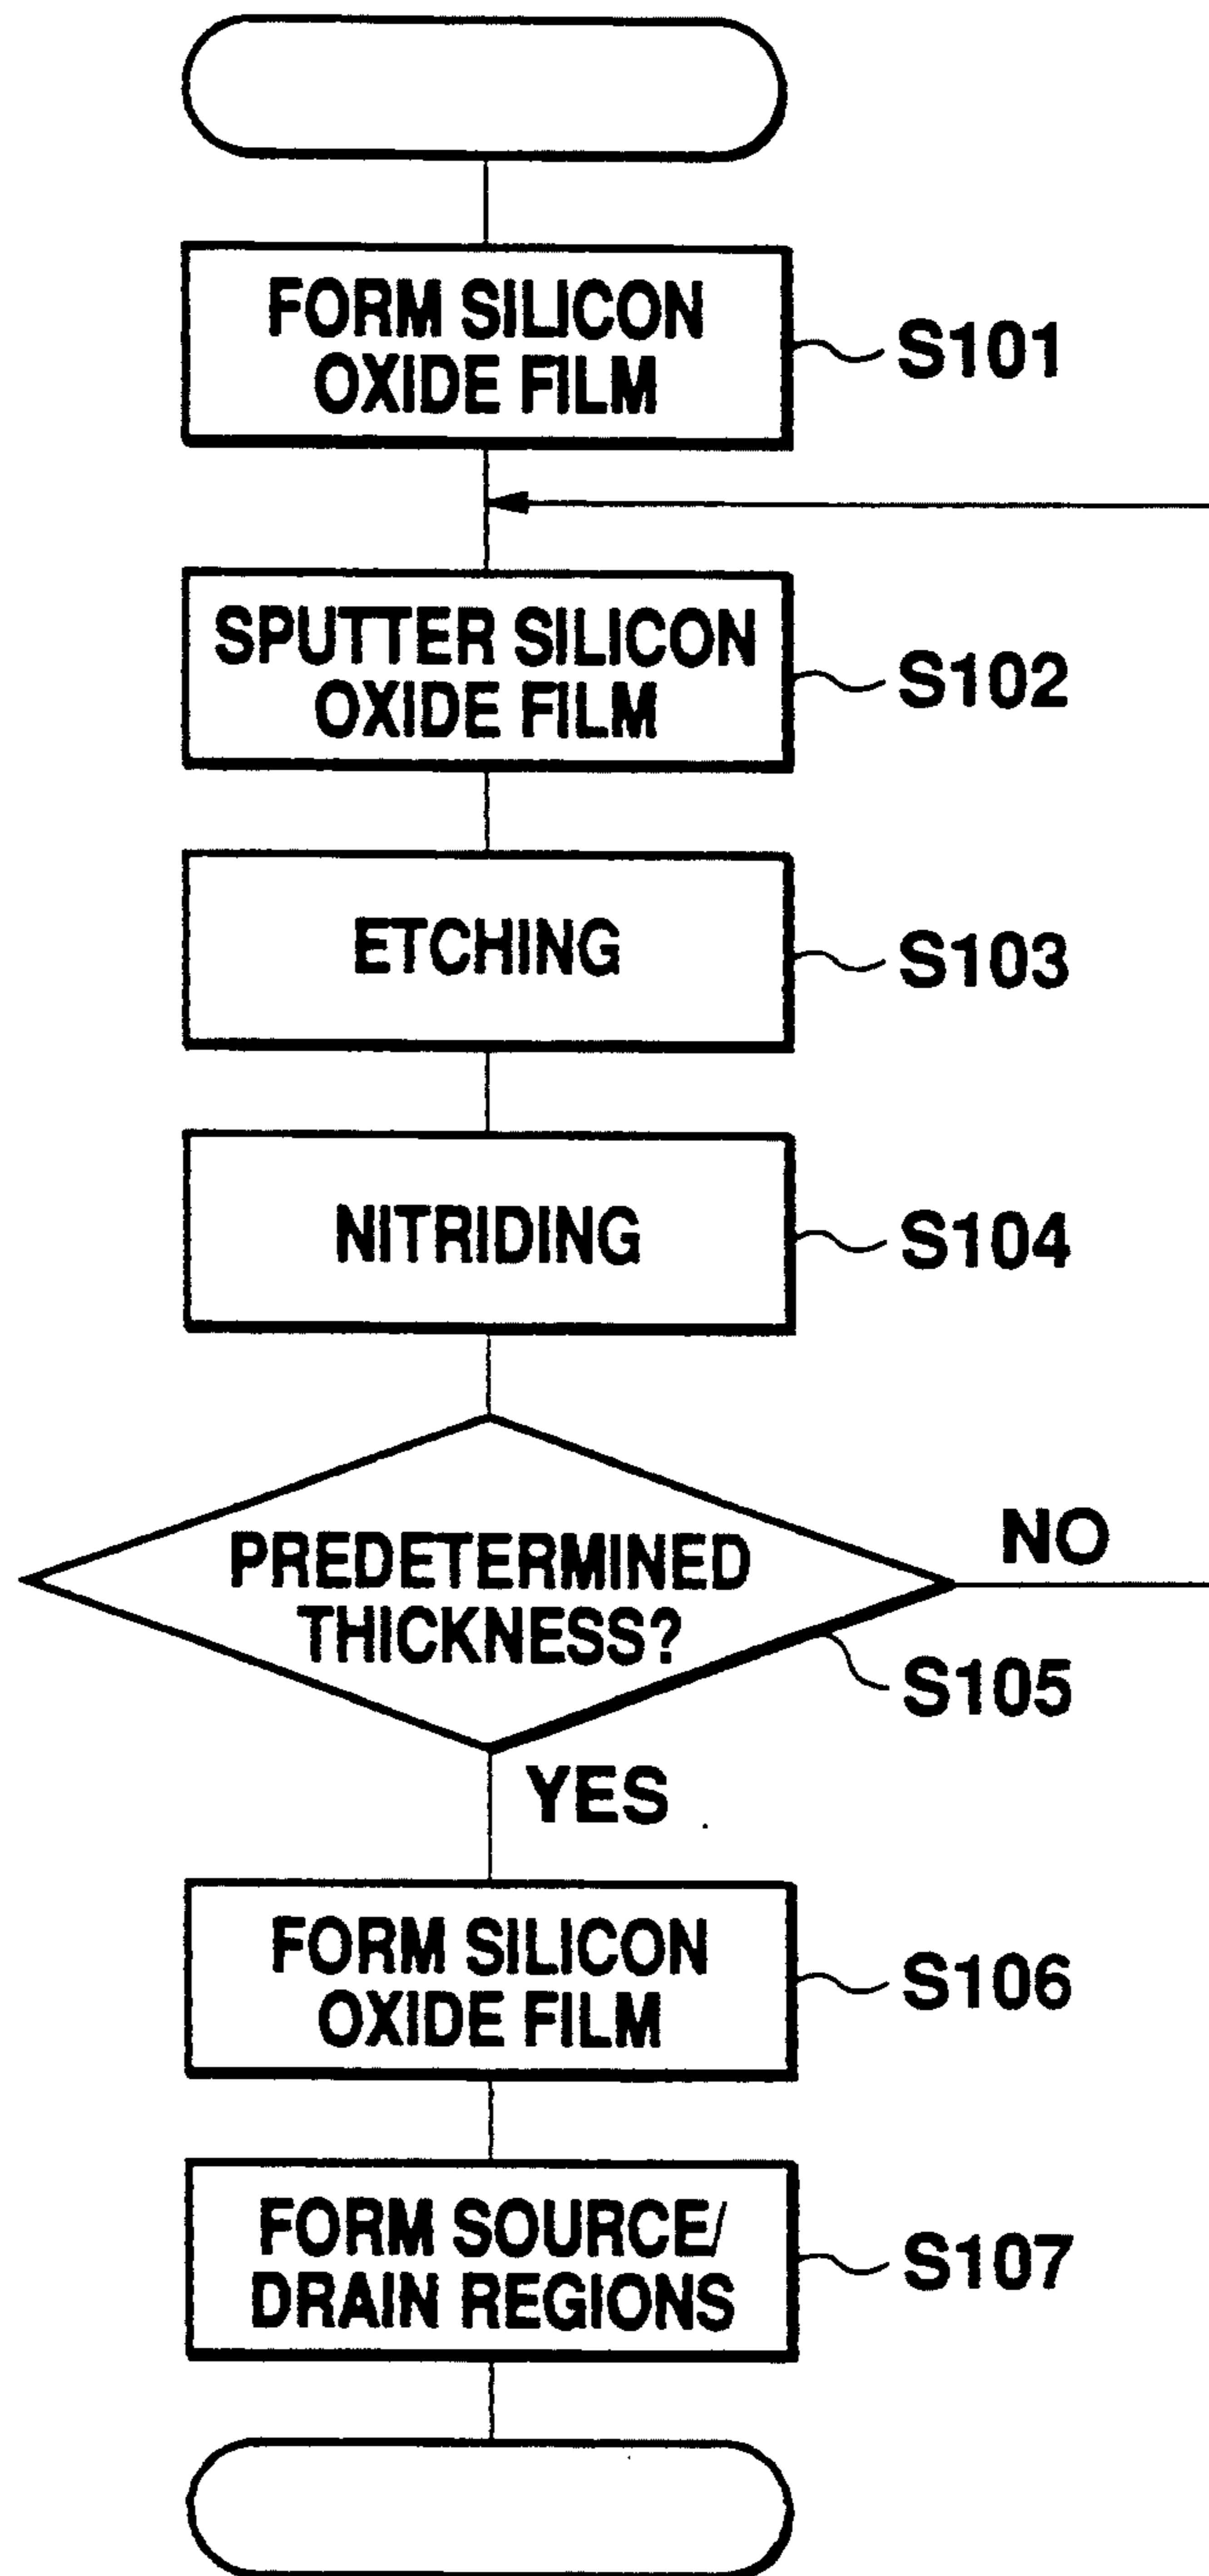 FORM SILICON
OXIDE FILM
S101
SPUTTER SILICON
OXIDE FILM
S102
ETCHING
S103
NITRIDING
S104
PREDETERMINED
THICKNESS?
NO
S105
YES
FORM SILICON
OXIDE FILM
S106
FORM SOURCE/
DRAIN REGIONS
S107